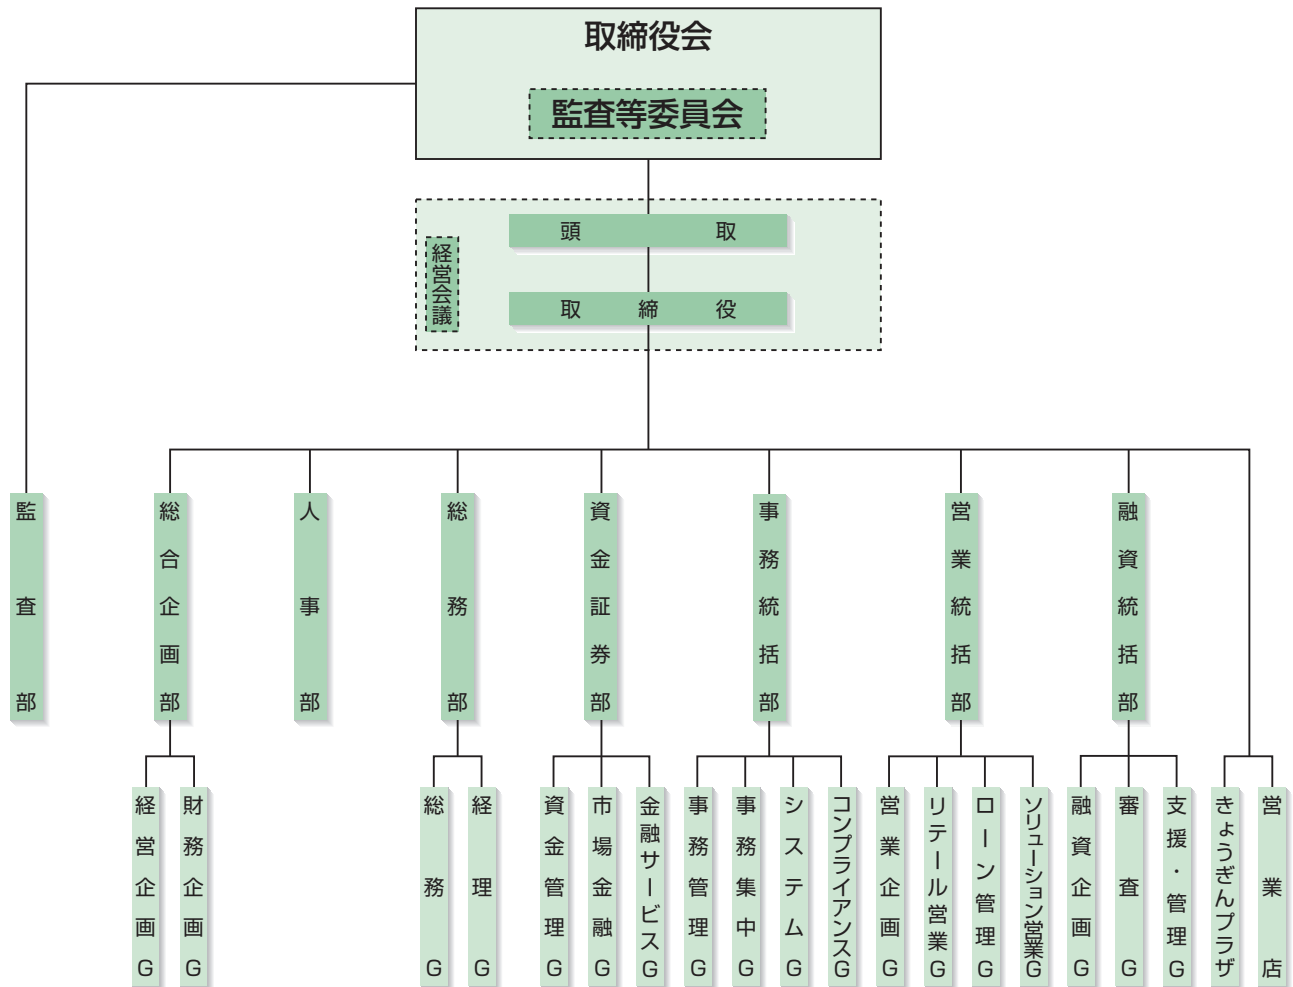 取締役会
監査等委員会
頭取
経営会議
取締役
監査部
総合企画部
人事部
総務部
資金証券部
事務統括部
営業統括部
融資統括部
経営企画G
財務企画G
総務G
経理G
資金管理G
市場金融G
金融サービスG
事務管理G
事務集中G
システムG
コンプライアンスG
営業企画G
リテール営業G
ローン管理G
ソリューション営業G
融資企画G
審査G
支援・管理G
きょうぎんプラザ
営業店